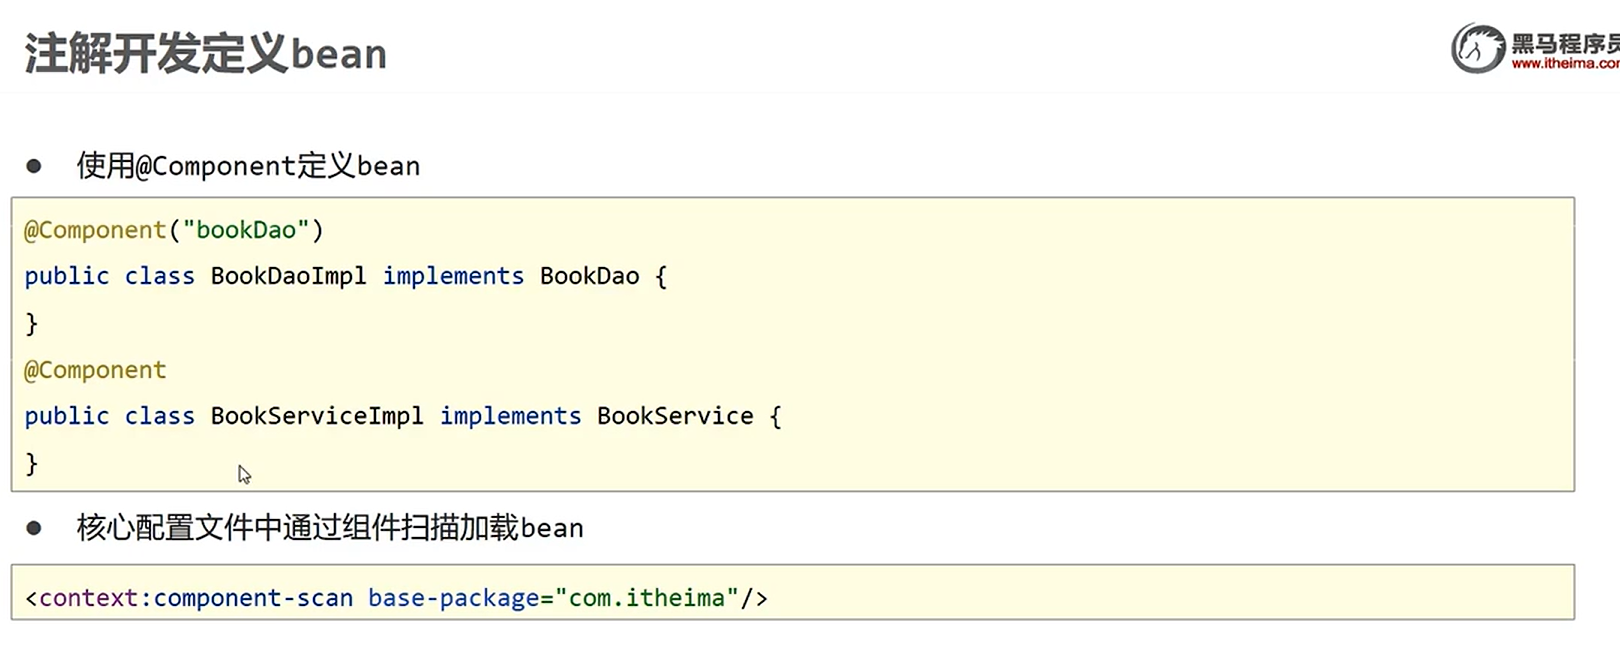 注解开发定义bean
黑马程序员
www.itheima.com
● 使用@Component定义bean
@Component("bookDao")
public class BookDaoImpl implements BookDao {
}
@Component
public class BookServiceImpl implements BookService {
}
● 核心配置文件中通过组件扫描加载bean
<context:component-scan base-package="com.itheima"/>